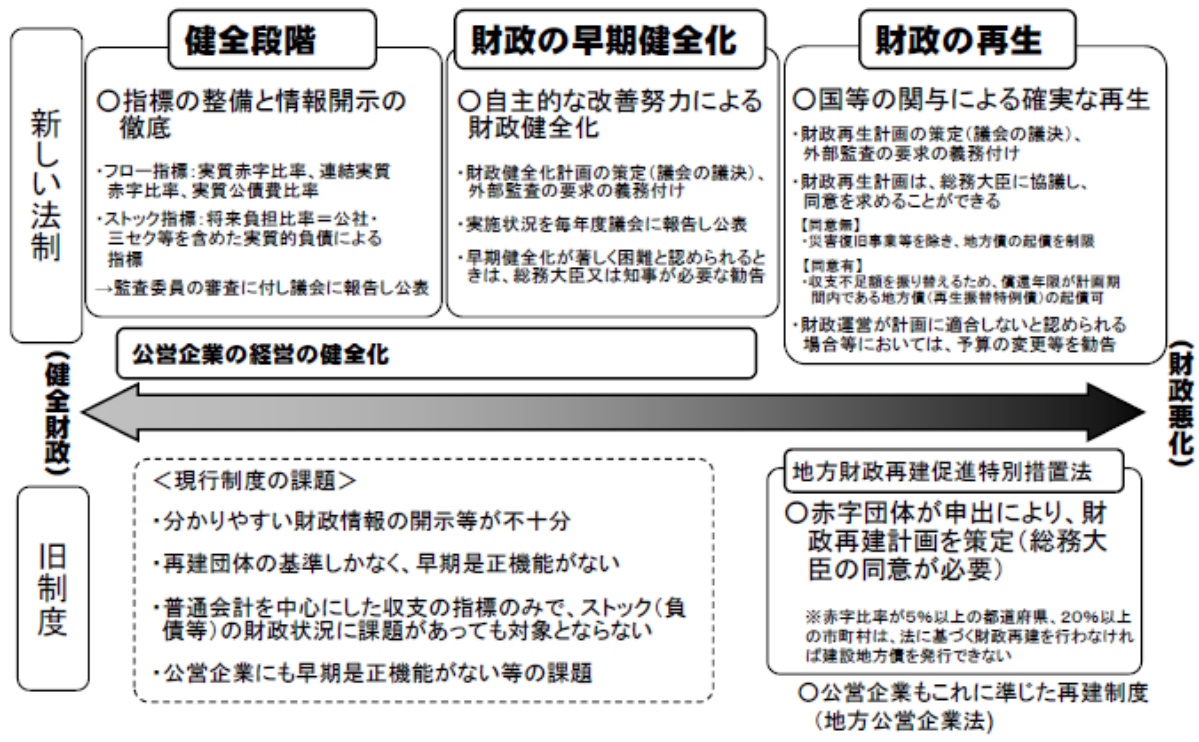 新しい法制
健全段階
〇指標の整備と情報開示の
徹底
・フロー指標:実質赤字比率、連結実質
赤字比率、実質公債費比率
・ストック指標:将来負担比率=公社・
三セク等を含めた実質的負債による
指標
→監査委員の審査に付し議会に報告し公表
財政の早期健全化
〇自主的な改善努力による
財政健全化
・財政健全化計画の策定(議会の議決)、
外部監査の要求の義務付け
・実施状況を毎年度議会に報告し公表
・早期健全化が著しく困難と認められると
きは、総務大臣又は知事が必要な勧告
財政の再生
〇国等の関与による確実な再生
・財政再生計画の策定(議会の議決)、
外部監査の要求の義務付け
・財政再生計画は、総務大臣に協議し、
同意を求めることができる
【同意無】
・災害復旧事業等を除き、地方債の起債を制限
【同意有】
・収支不足額を振り替えるため、償還年限が計画期
間内である地方債(再生振替特例債)の起債可
・財政運営が計画に適合しないと認められる
場合等においては、予算の変更等を勧告
公営企業の経営の健全化
(健全財政)
(財政悪化)
旧制度
<現行制度の課題>
・分かりやすい財政情報の開示等が不十分
・再建団体の基準しかなく、早期是正機能がない
・普通会計を中心にした収支の指標のみで、ストック(負
債等)の財政状況に課題があっても対象とならない
・公営企業にも早期是正機能がない等の課題
地方財政再建促進特別措置法
〇赤字団体が申出により、財
政再建計画を策定(総務大
臣の同意が必要)
※赤字比率が5%以上の都道府県、20%以上
の市町村は、法に基づく財政再建を行わなけれ
ば建設地方債を発行できない
〇公営企業もこれに準じた再建制度
(地方公営企業法)